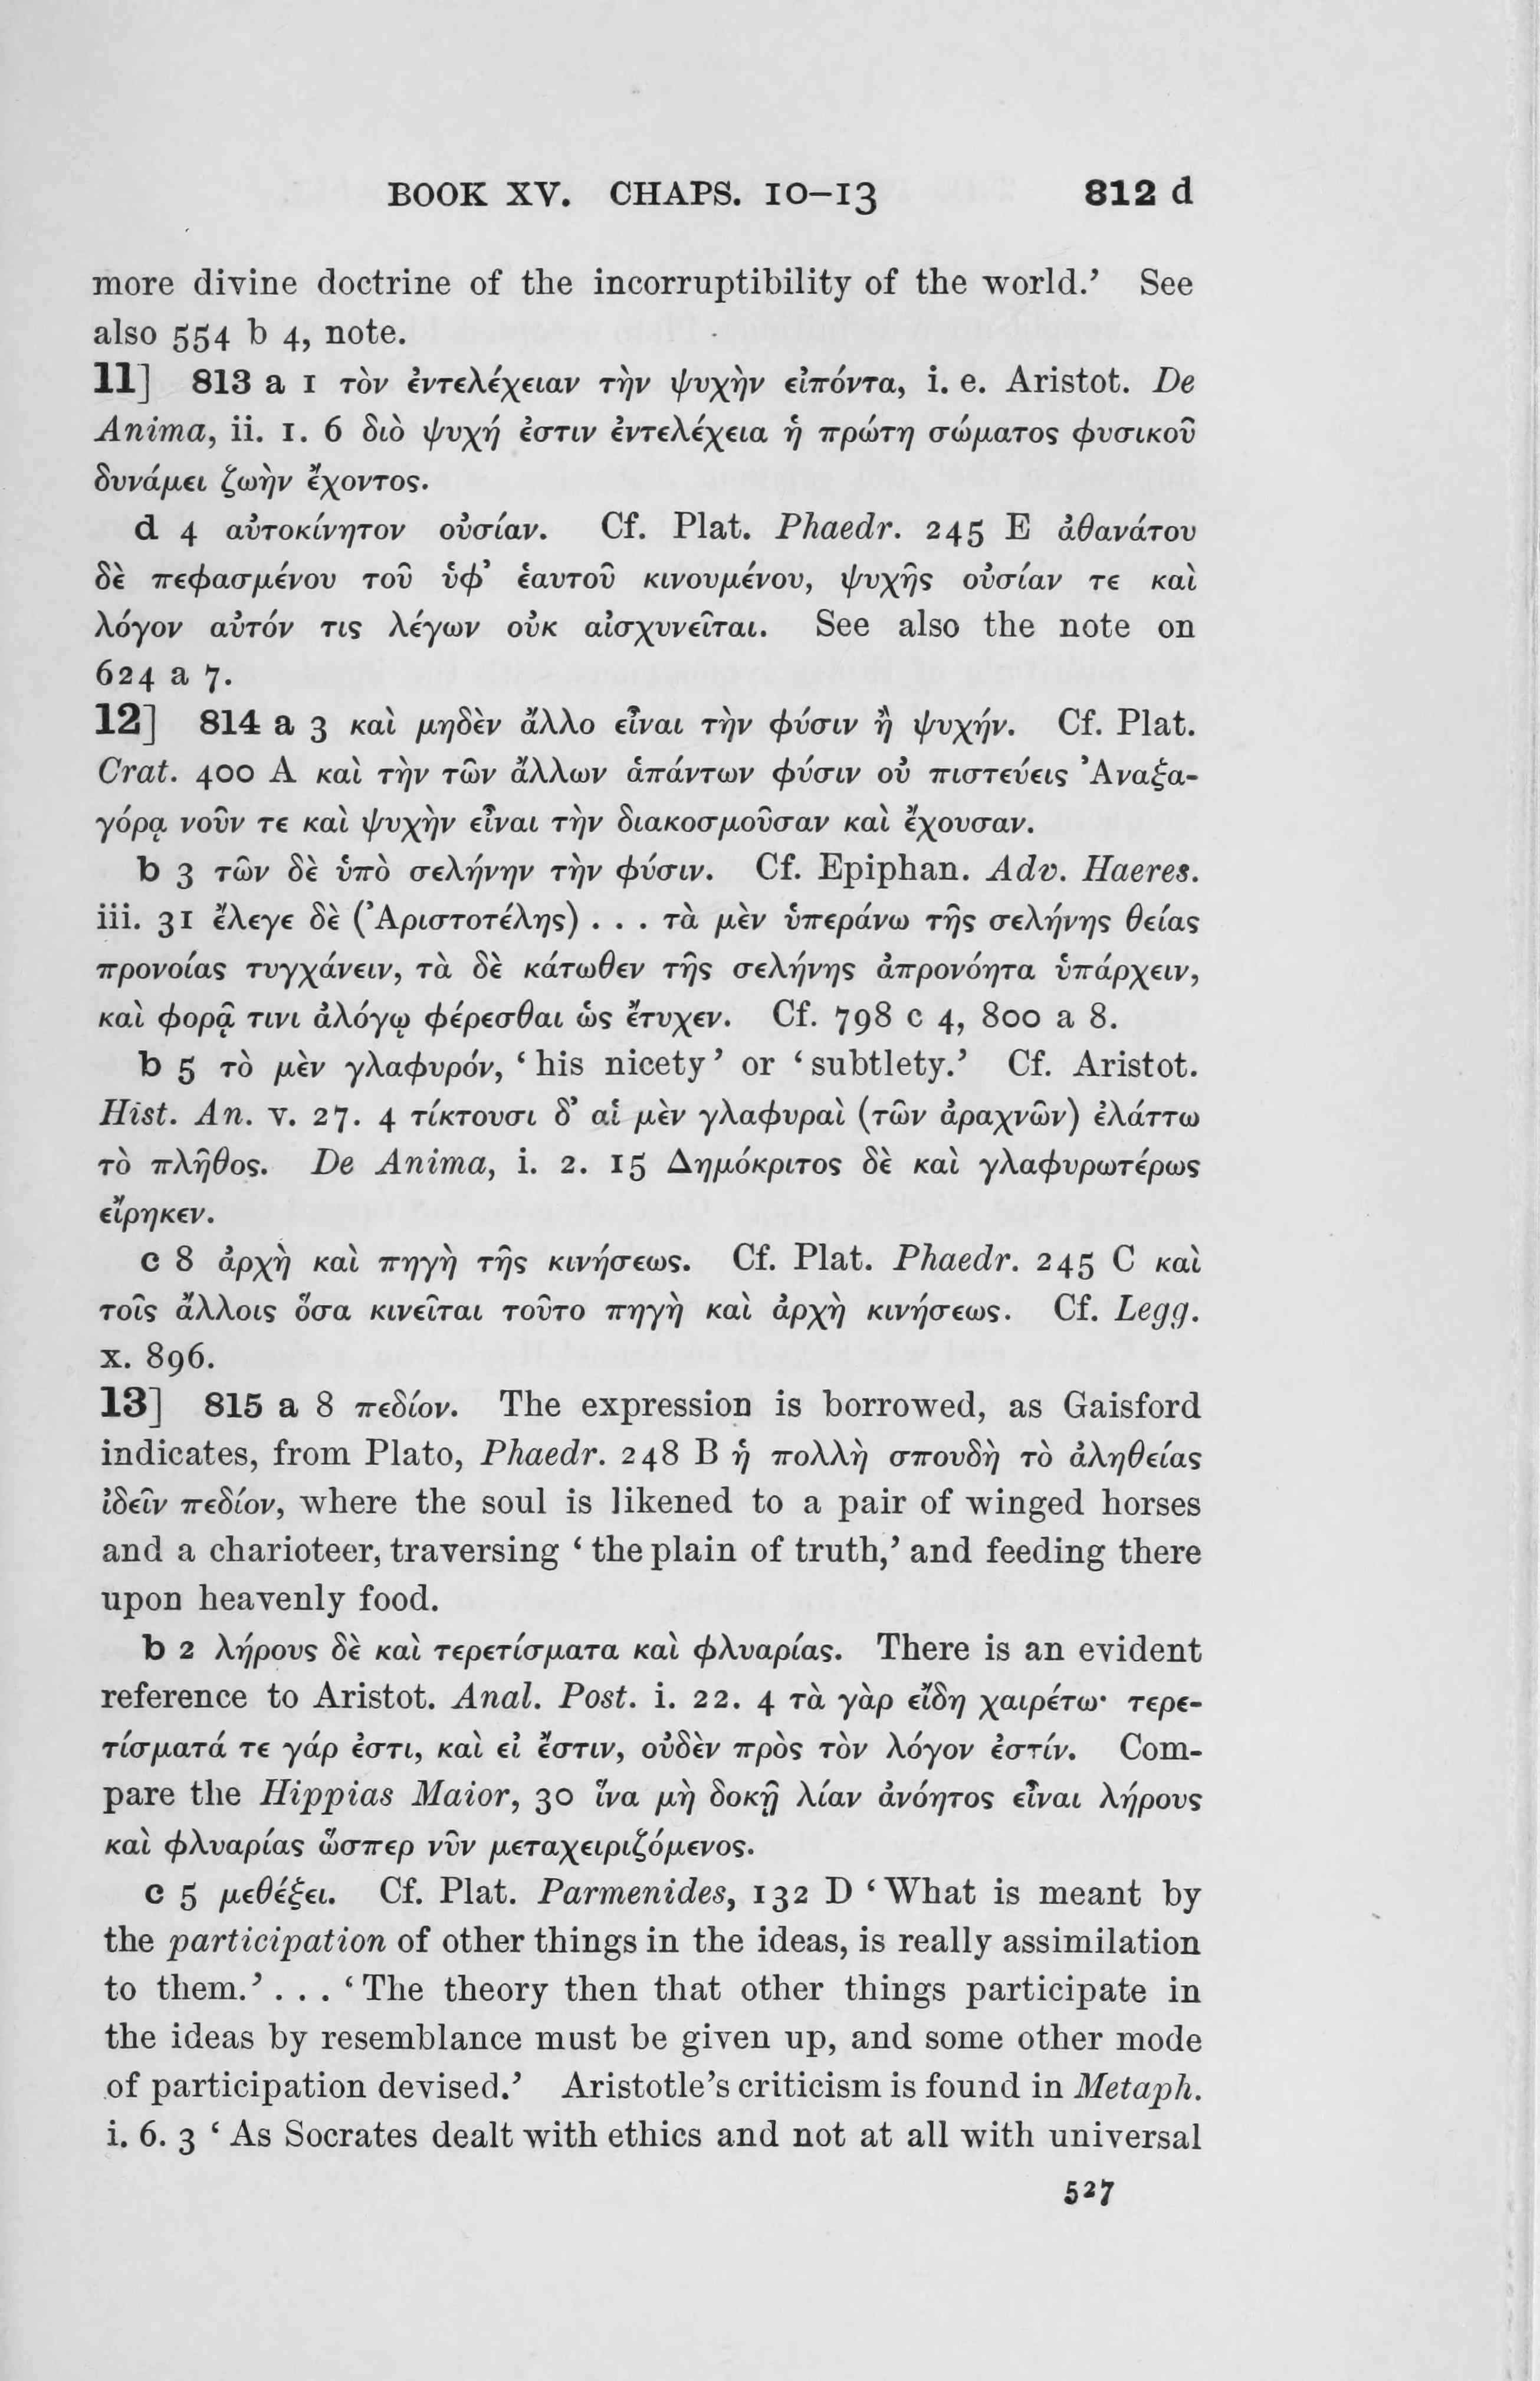 BOOK XV. CHAPS. 10–13 812 d
more divine doctrine of the incorruptibility of the world.’ See
also 554 b 4, note.
11] 813 a 1 τὸν ἐντελέχειαν τὴν ψυχὴν εἰπόντα, i. e. Aristot. De
Anima, ii. 1. 6 διὸ ψυχή ἐστιν ἐντελέχεια ἡ πρώτη σώματος φυσικοῦ
δυνάμει ζωὴν ἔχοντος.
d 4 αὐτοκίνητον οὐσίαν. Cf. Plat. Phaedr. 245 E ἀθανάτου
δὲ πεφασμένου τοῦ ὑφ’ ἑαυτοῦ κινουμένου, ψυχῆς οὐσίαν τε καὶ
λόγον αὐτόν τις λέγων οὐκ αἰσχυνεῖται. See also the note on
624 a 7.
12] 814 a 3 καὶ μηδὲν ἄλλο εἶναι τὴν φύσιν ἢ ψυχήν. Cf. Plat.
Crat. 400 A καὶ τὴν τῶν ἄλλων ἁπάντων φύσιν οὐ πιστεύεις Ἀναξα-
γόρᾳ νοῦν τε καὶ ψυχὴν εἶναι τὴν διακοσμοῦσαν καὶ ἔχουσαν.
b 3 τῶν δὲ ὑπὸ σελήνην τὴν φύσιν. Cf. Epiphan. Adv. Haeres.
iii. 31 ἔλεγε δὲ (Ἀριστοτέλης) . . . τὰ μὲν ὑπεράνω τῆς σελήνης θείας
προνοίας τυγχάνειν, τὰ δὲ κάτωθεν τῆς σελήνης ἀπρονόητα ὑπάρχειν,
καὶ φορᾷ τινι ἀλόγῳ φέρεσθαι ὡς ἔτυχεν. Cf. 798 c 4, 800 a 8.
b 5 τὸ μὲν γλαφυρόν, ‘his nicety’ or ‘subtlety.’ Cf. Aristot.
Hist. An. v. 27. 4 τίκτουσι δ’ αἱ μὲν γλαφυραὶ (τῶν ἀραχνῶν) ἐλάττω
τὸ πλῆθος. De Anima, i. 2. 15 Δημόκριτος δὲ καὶ γλαφυρωτέρως
εἴρηκεν.
c 8 ἀρχὴ καὶ πηγὴ τῆς κινήσεως. Cf. Plat. Phaedr. 245 C καὶ
τοῖς ἄλλοις ὅσα κινεῖται τοῦτο πηγὴ καὶ ἀρχὴ κινήσεως. Cf. Legg.
x. 896.
13] 815 a 8 πεδίον. The expression is borrowed, as Gaisford
indicates, from Plato, Phaedr. 248 B ἡ πολλὴ σπουδὴ τὸ ἀληθείας
ἰδεῖν πεδίον, where the soul is likened to a pair of winged horses
and a charioteer, traversing ‘the plain of truth,’ and feeding there
upon heavenly food.
b 2 λήρους δὲ καὶ τερετίσματα καὶ φλυαρίας. There is an evident
reference to Aristot. Anal. Post. i. 22. 4 τὰ γὰρ εἴδη χαιρέτω· τερε-
τίσματά τε γάρ ἐστι, καὶ εἰ ἔστιν, οὐδὲν πρὸς τὸν λόγον ἐστίν. Com-
pare the Hippias Maior, 30 ἵνα μὴ δοκῇ λίαν ἀνόητος εἶναι λήρους
καὶ φλυαρίας ὥσπερ νῦν μεταχειριζόμενος.
c 5 μεθέξει. Cf. Plat. Parmenides, 132 D ‘What is meant by
the participation of other things in the ideas, is really assimilation
to them.’ . . . ‘The theory then that other things participate in
the ideas by resemblance must be given up, and some other mode
of participation devised.’ Aristotle’s criticism is found in Metaph.
i. 6. 3 ‘As Socrates dealt with ethics and not at all with universal
527